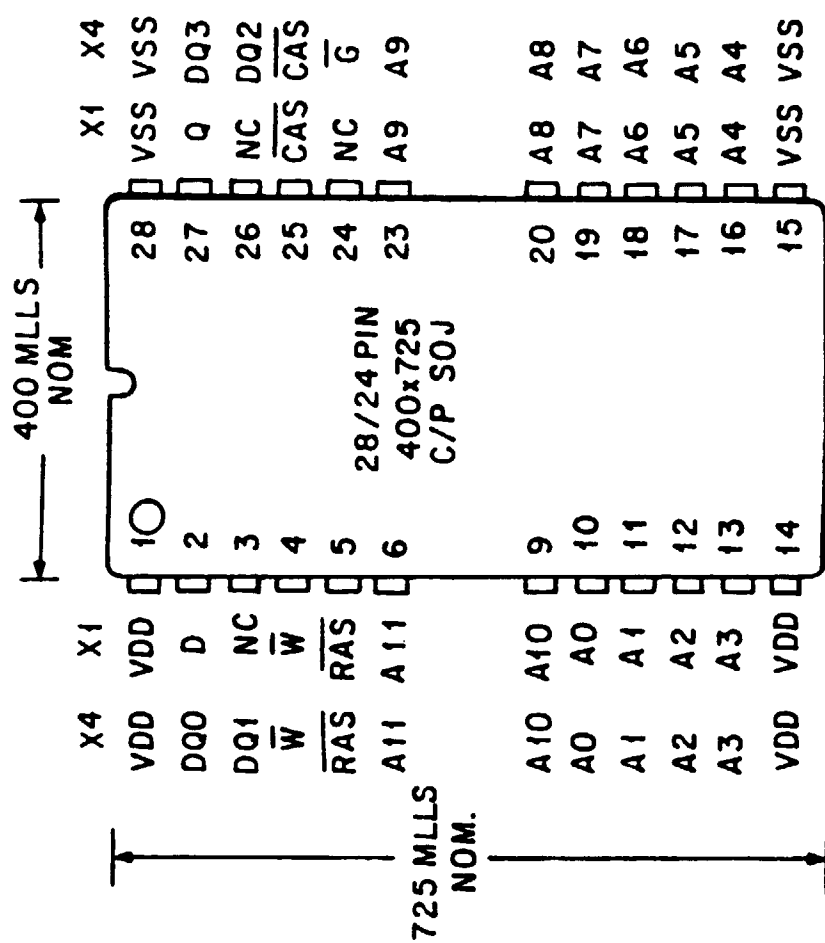 400 MLLS
NOM
X4 X1 X1 X4
VDD VDD 1 28 VSS VSS
DQ0 D 2 27 Q DQ3
DQ1 NC 3 26 NC DQ2
W̅ W̅ 4 25 C̅A̅S̅ C̅A̅S̅
R̅A̅S̅ R̅A̅S̅ 5 24 NC G̅
A11 A11 6 23 A9 A9
28/24 PIN
400x725
C/P SOJ
A10 A10 9 20 A8 A8
A0 A0 10 19 A7 A7
A1 A1 11 18 A6 A6
A2 A2 12 17 A5 A5
A3 A3 13 16 A4 A4
VDD VDD 14 15 VSS VSS
725 MLLS
NOM.